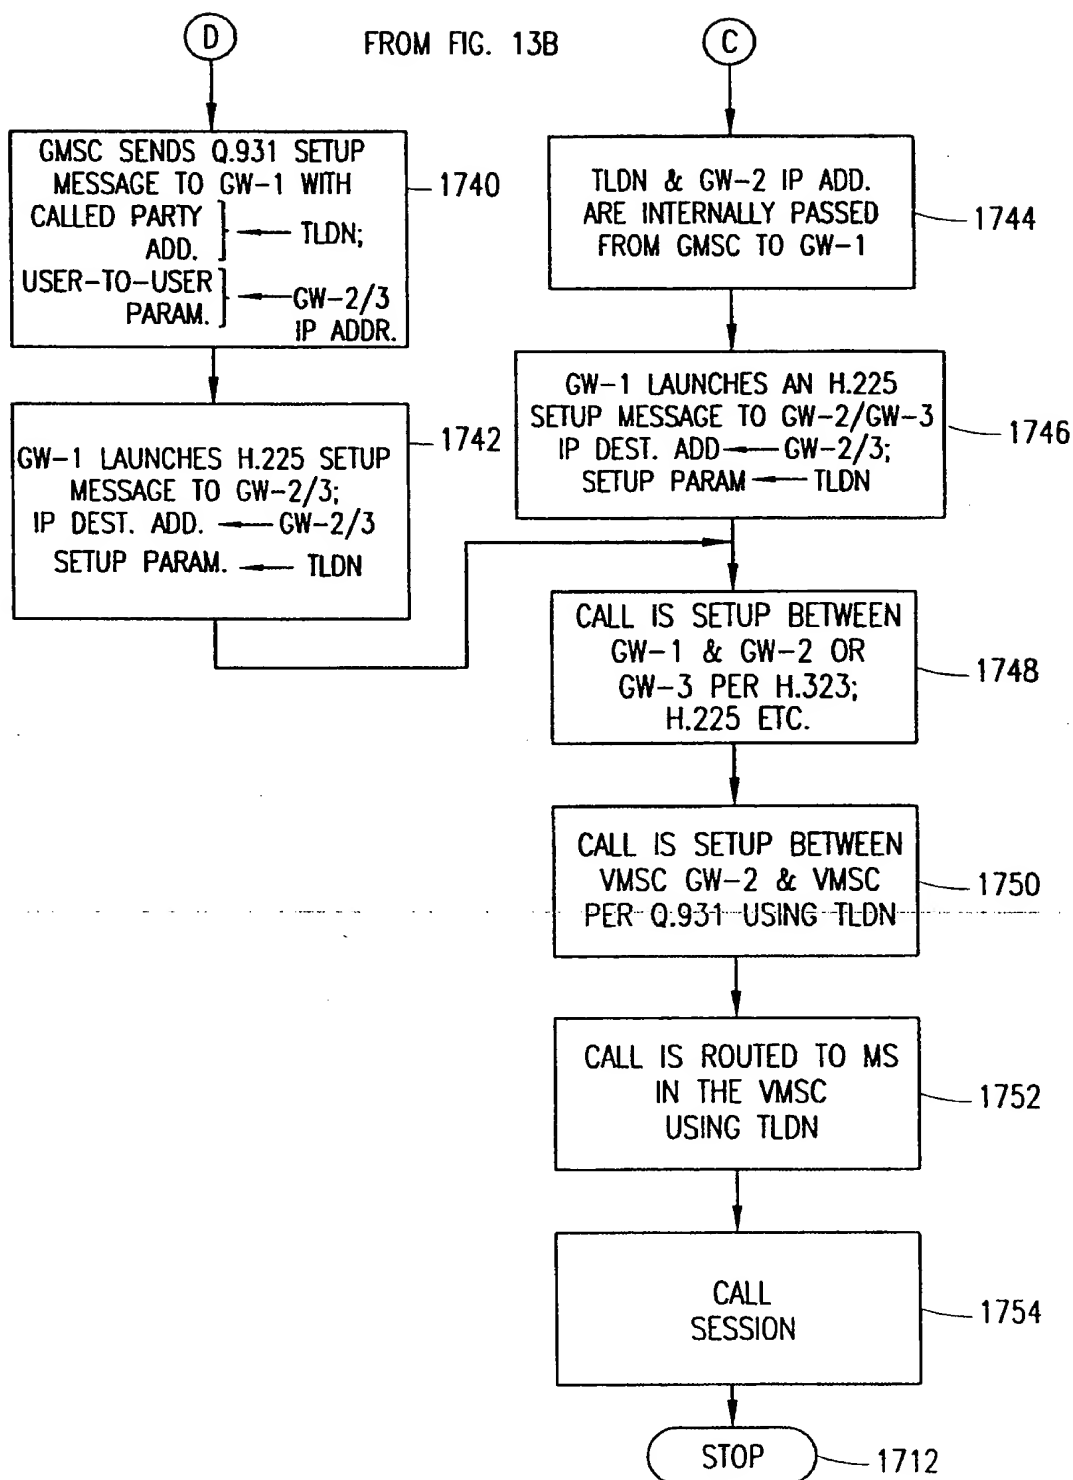 D
FROM FIG. 13B
C
GMSC SENDS Q.931 SETUP
MESSAGE TO GW-1 WITH
CALLED PARTY
ADD.
TLDN;
USER-TO-USER
PARAM.
GW-2/3
IP ADDR.
1740
TLDN & GW-2 IP ADD.
ARE INTERNALLY PASSED
FROM GMSC TO GW-1
1744
GW-1 LAUNCHES H.225 SETUP
MESSAGE TO GW-2/3;
IP DEST. ADD. GW-2/3
SETUP PARAM. TLDN
1742
GW-1 LAUNCHES AN H.225
SETUP MESSAGE TO GW-2/GW-3
IP DEST. ADD GW-2/3;
SETUP PARAM TLDN
1746
CALL IS SETUP BETWEEN
GW-1 & GW-2 OR
GW-3 PER H.323;
H.225 ETC.
1748
CALL IS SETUP BETWEEN
VMSC GW-2 & VMSC
PER Q.931 USING TLDN
1750
CALL IS ROUTED TO MS
IN THE VMSC
USING TLDN
1752
CALL
SESSION
1754
STOP
1712